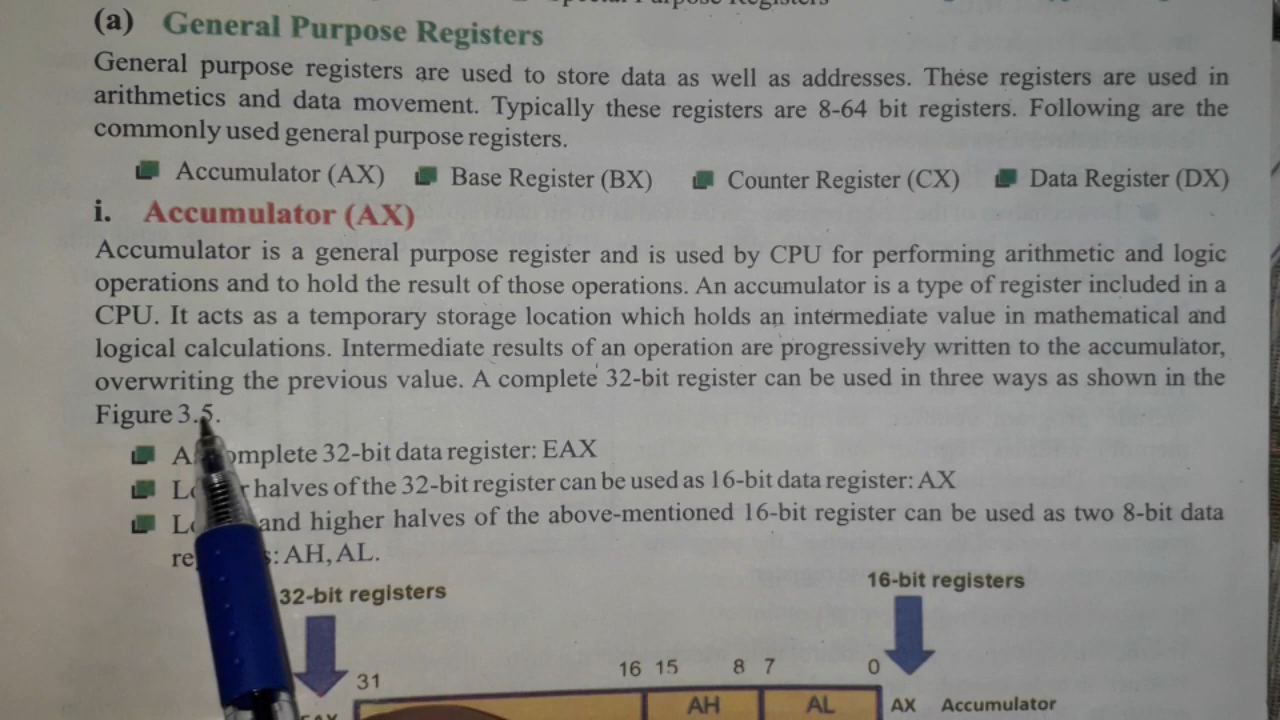 (a) General Purpose Registers
General purpose registers are used to store data as well as addresses. These registers are used in
arithmetics and data movement. Typically these registers are 8-64 bit registers. Following are the
commonly used general purpose registers.
Accumulator (AX) Base Register (BX) Counter Register (CX) Data Register (DX)
i. Accumulator (AX)
Accumulator is a general purpose register and is used by CPU for performing arithmetic and logic
operations and to hold the result of those operations. An accumulator is a type of register included in a
CPU. It acts as a temporary storage location which holds an intermediate value in mathematical and
logical calculations. Intermediate results of an operation are progressively written to the accumulator,
overwriting the previous value. A complete 32-bit register can be used in three ways as shown in the
Figure 3.5.
32-bit data register: EAX
halves of the 32-bit register can be used as 16-bit data register: AX
and higher halves of the above-mentioned 16-bit register can be used as two 8-bit data
AH, AL.
32-bit registers 16-bit registers
31 16 15 8 7 0
AH AL AX Accumulator